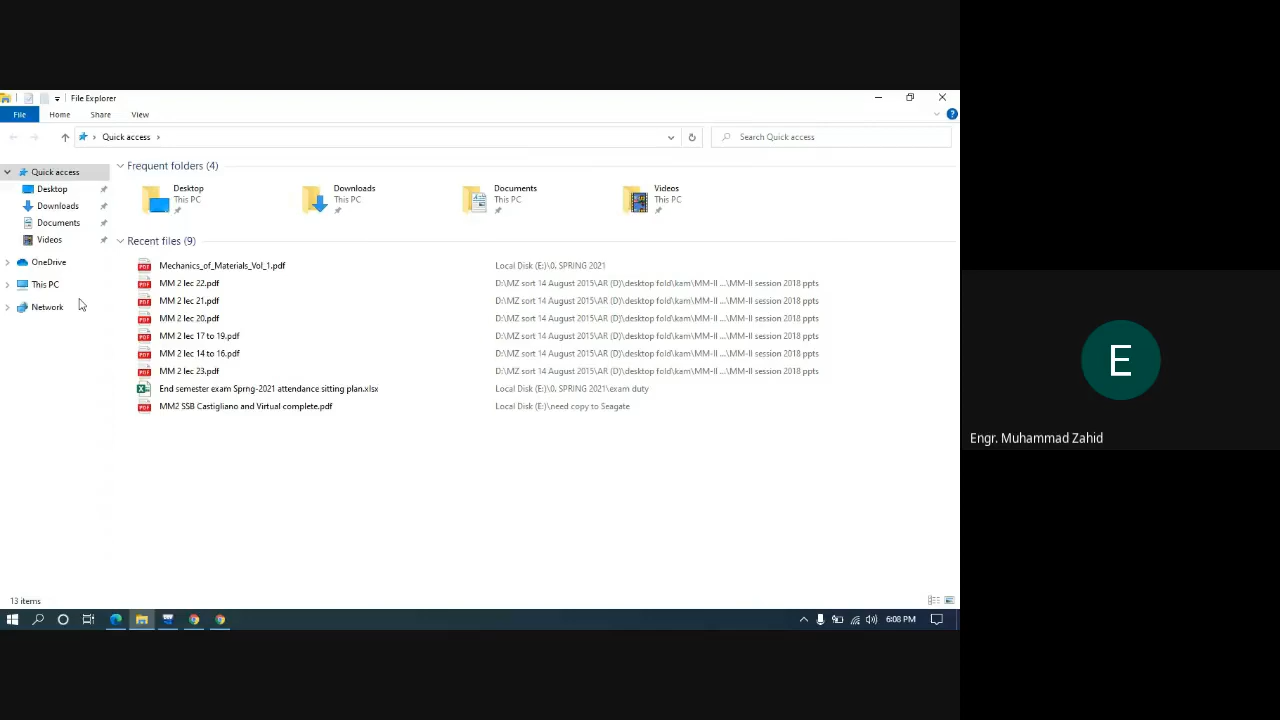 File Explorer
File Home Share View
Quick access
Search Quick access
Quick access
Desktop
Downloads
Documents
Videos
OneDrive
This PC
Network
Frequent folders (4)
Desktop
This PC
Downloads
This PC
Documents
This PC
Videos
This PC
Recent files (9)
Mechanics_of_Materials_Vol_1.pdf Local Disk (E:)\0, SPRING 2021
MM 2 lec 22.pdf D:\MZ sort 14 August 2015\AR (D)\desktop fold\kam\MM-II ...\MM-II session 2018 ppts
MM 2 lec 21.pdf D:\MZ sort 14 August 2015\AR (D)\desktop fold\kam\MM-II ...\MM-II session 2018 ppts
MM 2 lec 20.pdf D:\MZ sort 14 August 2015\AR (D)\desktop fold\kam\MM-II ...\MM-II session 2018 ppts
MM 2 lec 17 to 19.pdf D:\MZ sort 14 August 2015\AR (D)\desktop fold\kam\MM-II ...\MM-II session 2018 ppts
MM 2 lec 14 to 16.pdf D:\MZ sort 14 August 2015\AR (D)\desktop fold\kam\MM-II ...\MM-II session 2018 ppts
MM 2 lec 23.pdf D:\MZ sort 14 August 2015\AR (D)\desktop fold\kam\MM-II ...\MM-II session 2018 ppts
End semester exam Sprng-2021 attendance sitting plan.xlsx Local Disk (E:)\0, SPRING 2021\exam duty
MM2 SSB Castigliano and Virtual complete.pdf Local Disk (E:)\need copy to Seagate
13 items
6:08 PM
E
Engr. Muhammad Zahid